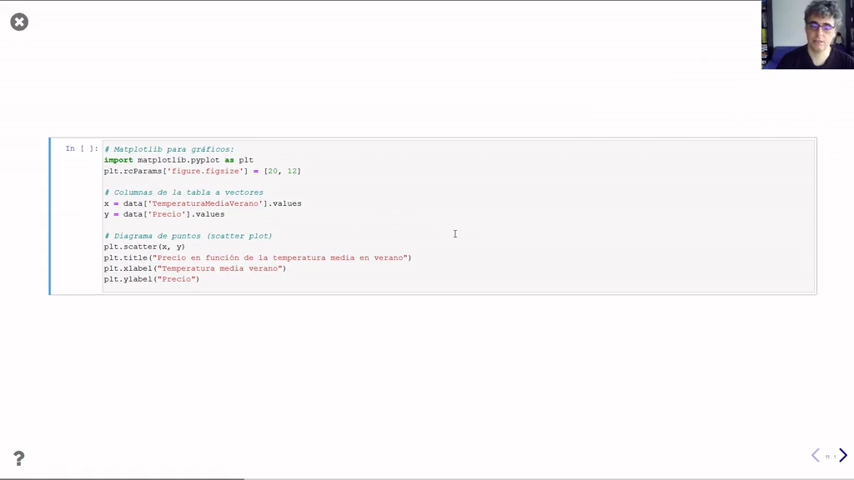 In [ ]:
# Matplotlib para gráficos:
import matplotlib.pyplot as plt
plt.rcParams['figure.figsize'] = [20, 12]
# Columnas de la tabla a vectores
x = data['TemperaturaMediaVerano'].values
y = data['Precio'].values
# Diagrama de puntos (scatter plot)
plt.scatter(x, y)
plt.title("Precio en función de la temperatura media en verano")
plt.xlabel("Temperatura media verano")
plt.ylabel("Precio")
?